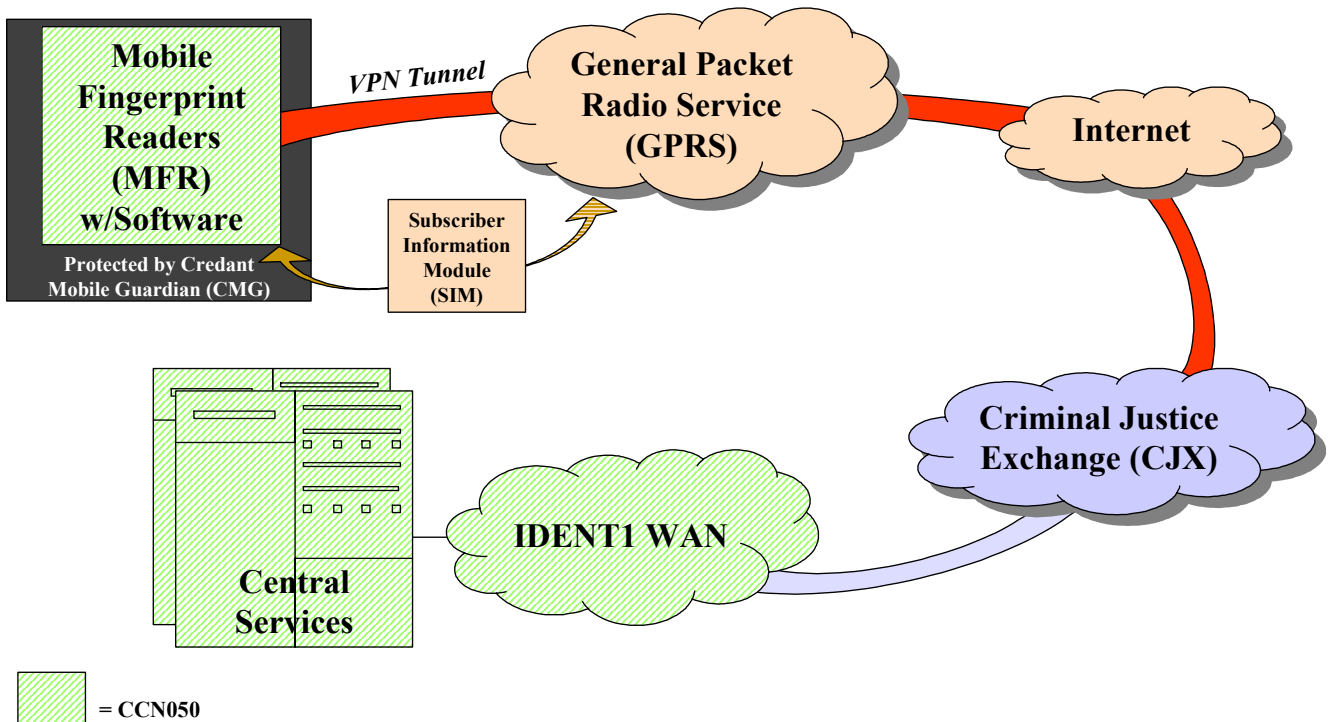 Mobile
Fingerprint
Readers
(MFR)
w/Software
Protected by Credant
Mobile Guardian (CMG)
VPN Tunnel
General Packet
Radio Service
(GPRS)
Internet
Subscriber
Information
Module
(SIM)
Criminal Justice
Exchange (CJX)
IDENT1 WAN
Central
Services
= CCN050